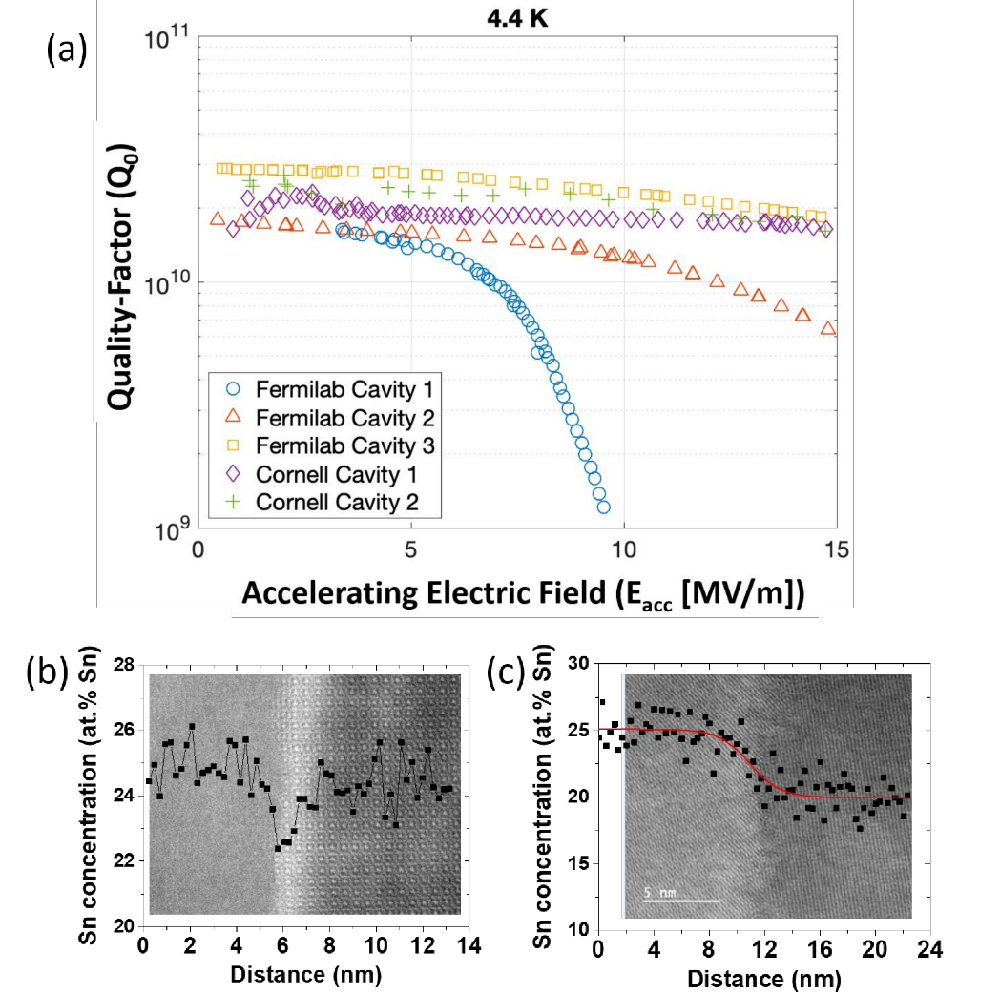 4.4 K
(a)
10^11
10^10
10^9
Quality-Factor (Q₀)
Fermilab Cavity 1
Fermilab Cavity 2
Fermilab Cavity 3
Cornell Cavity 1
Cornell Cavity 2
0 5 10 15
Accelerating Electric Field (E_acc [MV/m])
(b)
Sn concentration (at.% Sn)
28
26
24
22
20
0 2 4 6 8 10 12 14
Distance (nm)
(c)
Sn concentration (at.% Sn)
30
25
20
15
10
5 nm
0 4 8 12 16 20 24
Distance (nm)